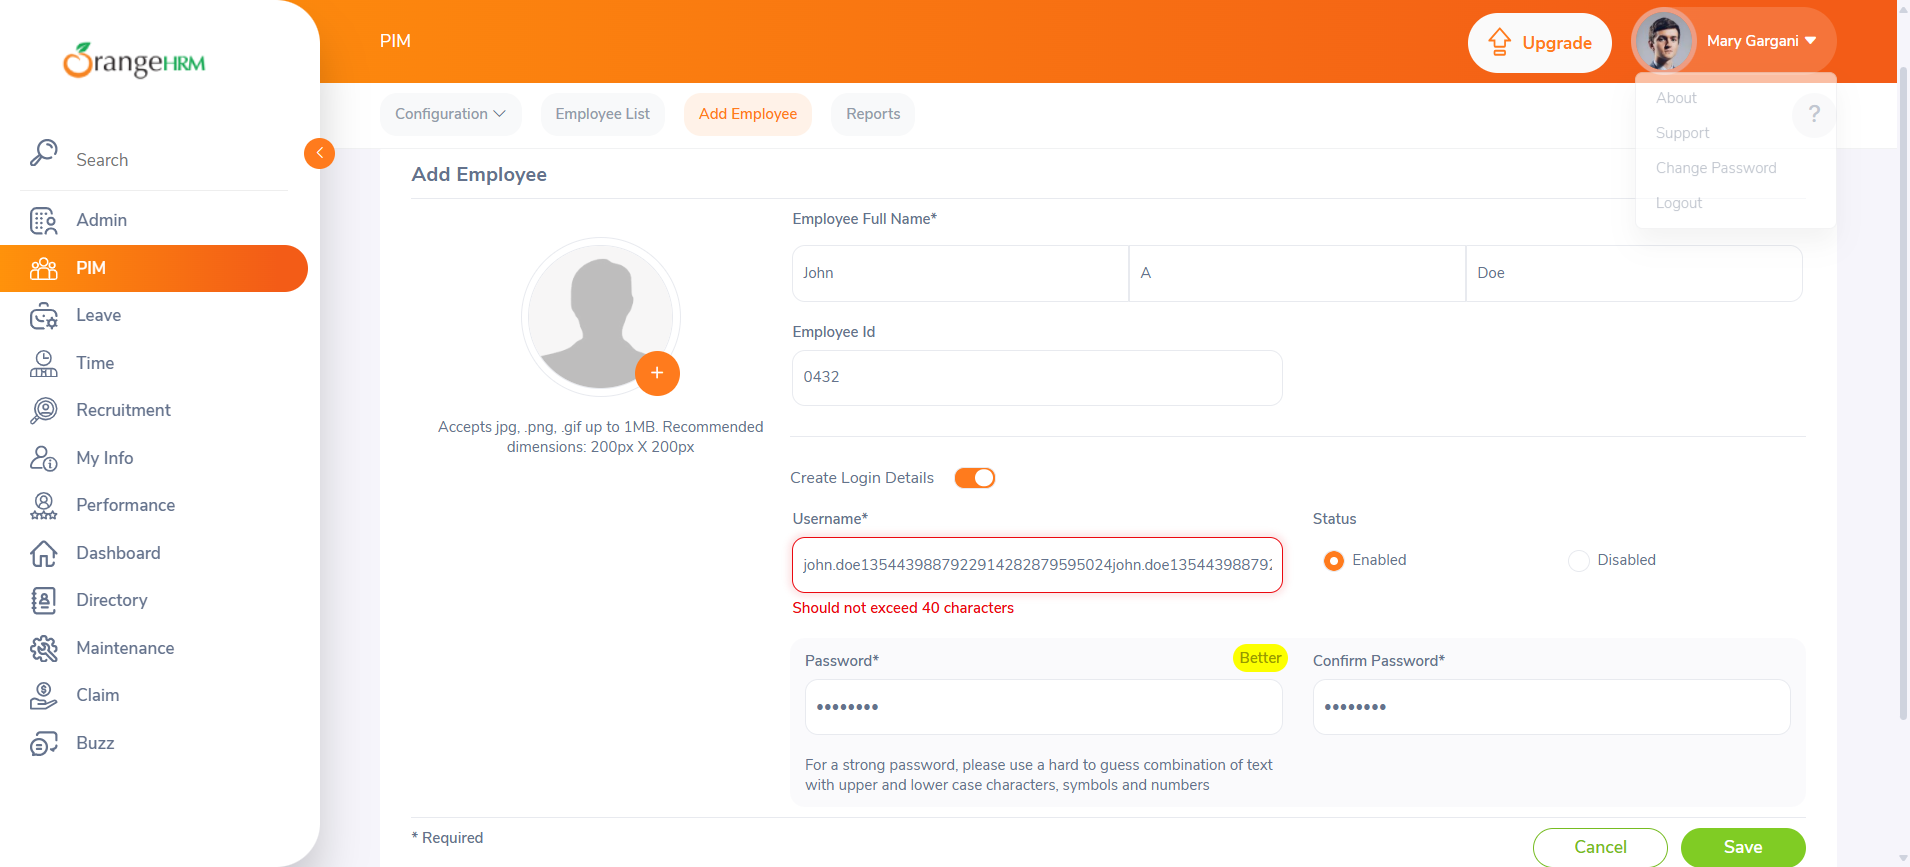 OrangeHRM
PIM
Upgrade
Mary Gargani
About
Support
Change Password
Logout
?
Configuration
Employee List
Add Employee
Reports
Search
Admin
PIM
Leave
Time
Recruitment
My Info
Performance
Dashboard
Directory
Maintenance
Claim
Buzz
Add Employee
Accepts jpg, .png, .gif up to 1MB. Recommended
dimensions: 200px X 200px
Employee Full Name*
John
A
Doe
Employee Id
0432
Create Login Details
Username*
john.doe1354439887922914282879595024john.doe135443988792
Should not exceed 40 characters
Status
Enabled
Disabled
Password*
Better
••••••••
Confirm Password*
••••••••
For a strong password, please use a hard to guess combination of text
with upper and lower case characters, symbols and numbers
* Required
Cancel
Save